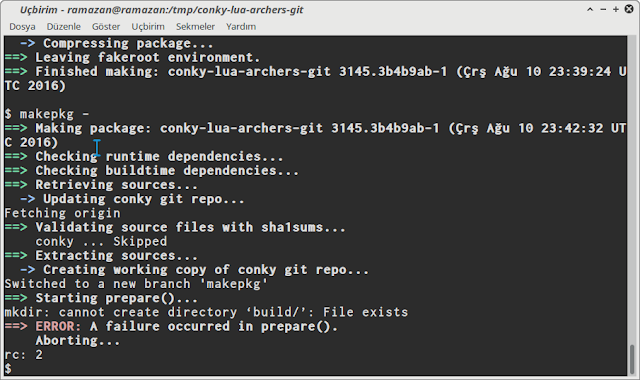 Uçbirim - ramazan@ramazan:/tmp/conky-lua-archers-git
Dosya Düzenle Göster Uçbirim Sekmeler Yardım
-> Compressing package...
==> Leaving fakeroot environment.
==> Finished making: conky-lua-archers-git 3145.3b4b9ab-1 (Çrş Ağu 10 23:39:24 U
TC 2016)
$ makepkg -
==> Making package: conky-lua-archers-git 3145.3b4b9ab-1 (Çrş Ağu 10 23:42:32 UT
C 2016)
==> Checking runtime dependencies...
==> Checking buildtime dependencies...
==> Retrieving sources...
-> Updating conky git repo...
Fetching origin
==> Validating source files with sha1sums...
conky ... Skipped
==> Extracting sources...
-> Creating working copy of conky git repo...
Switched to a new branch 'makepkg'
==> Starting prepare()...
mkdir: cannot create directory ‘build/’: File exists
==> ERROR: A failure occurred in prepare().
Aborting...
rc: 2
$